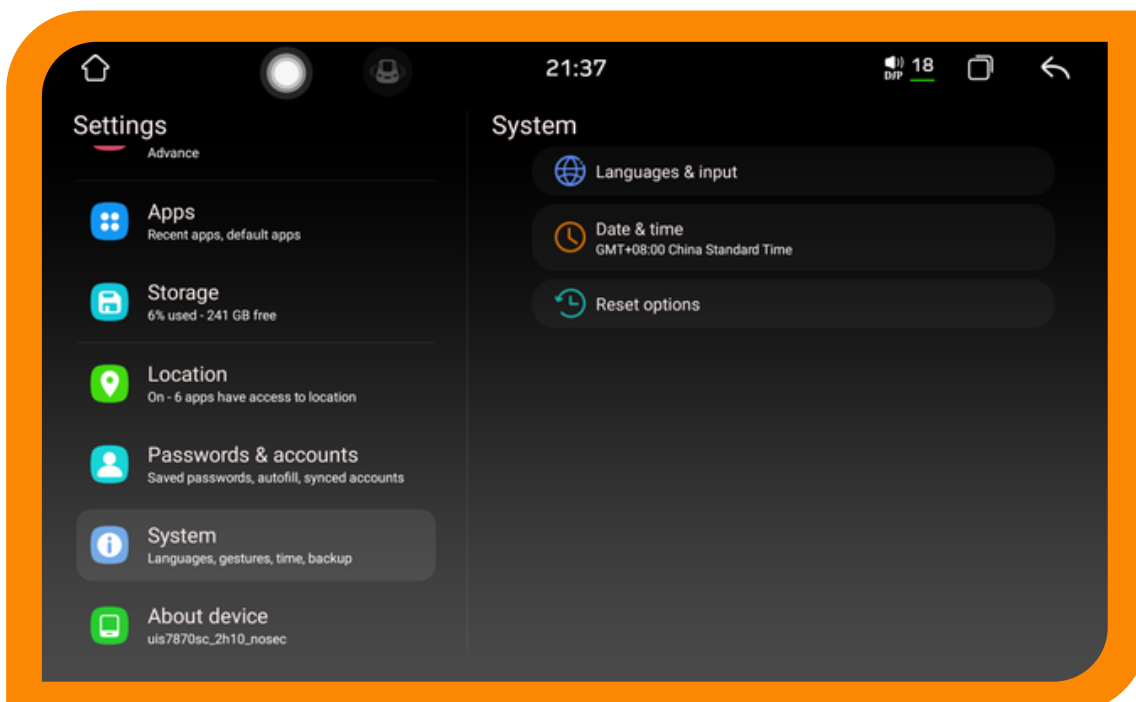 21:37
D/P 18
Settings
Advance
Apps
Recent apps, default apps
Storage
6% used - 241 GB free
Location
On - 6 apps have access to location
Passwords & accounts
Saved passwords, autofill, synced accounts
System
Languages, gestures, time, backup
About device
uis7870sc_2h10_nosec
System
Languages & input
Date & time
GMT+08:00 China Standard Time
Reset options